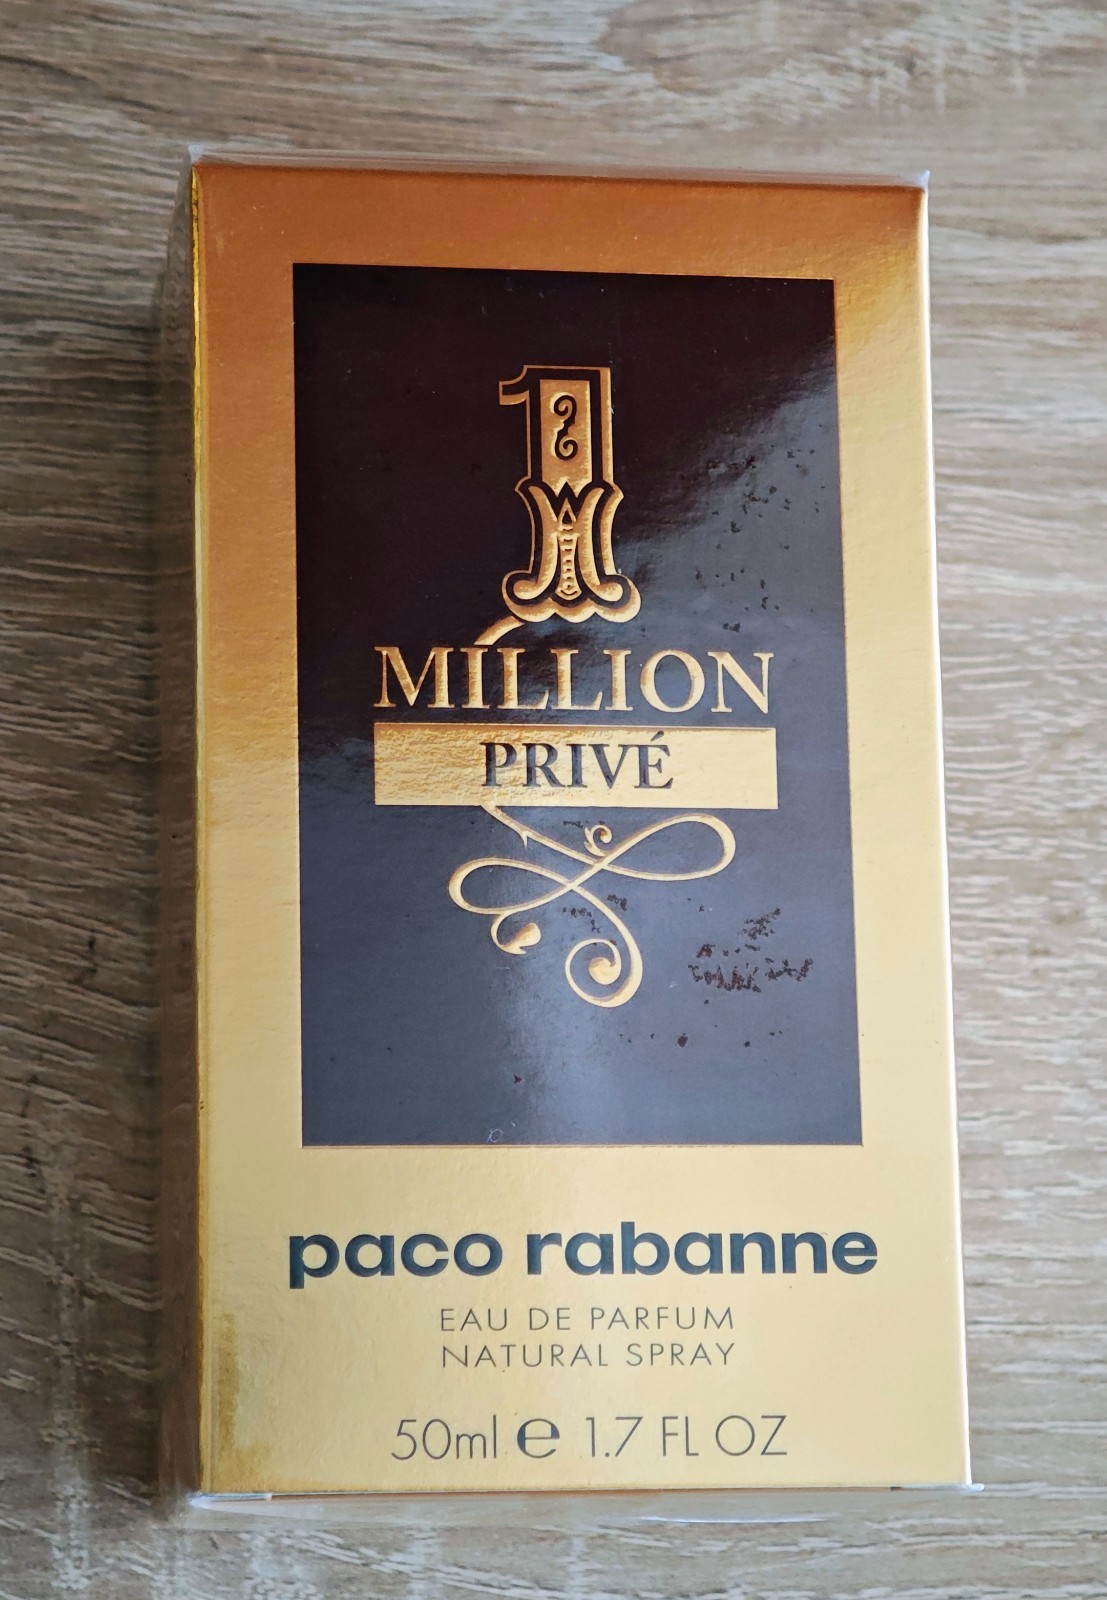 1
MILLION
PRIVÉ
paco rabanne
EAU DE PARFUM
NATURAL SPRAY
50ml e 1.7 FL OZ